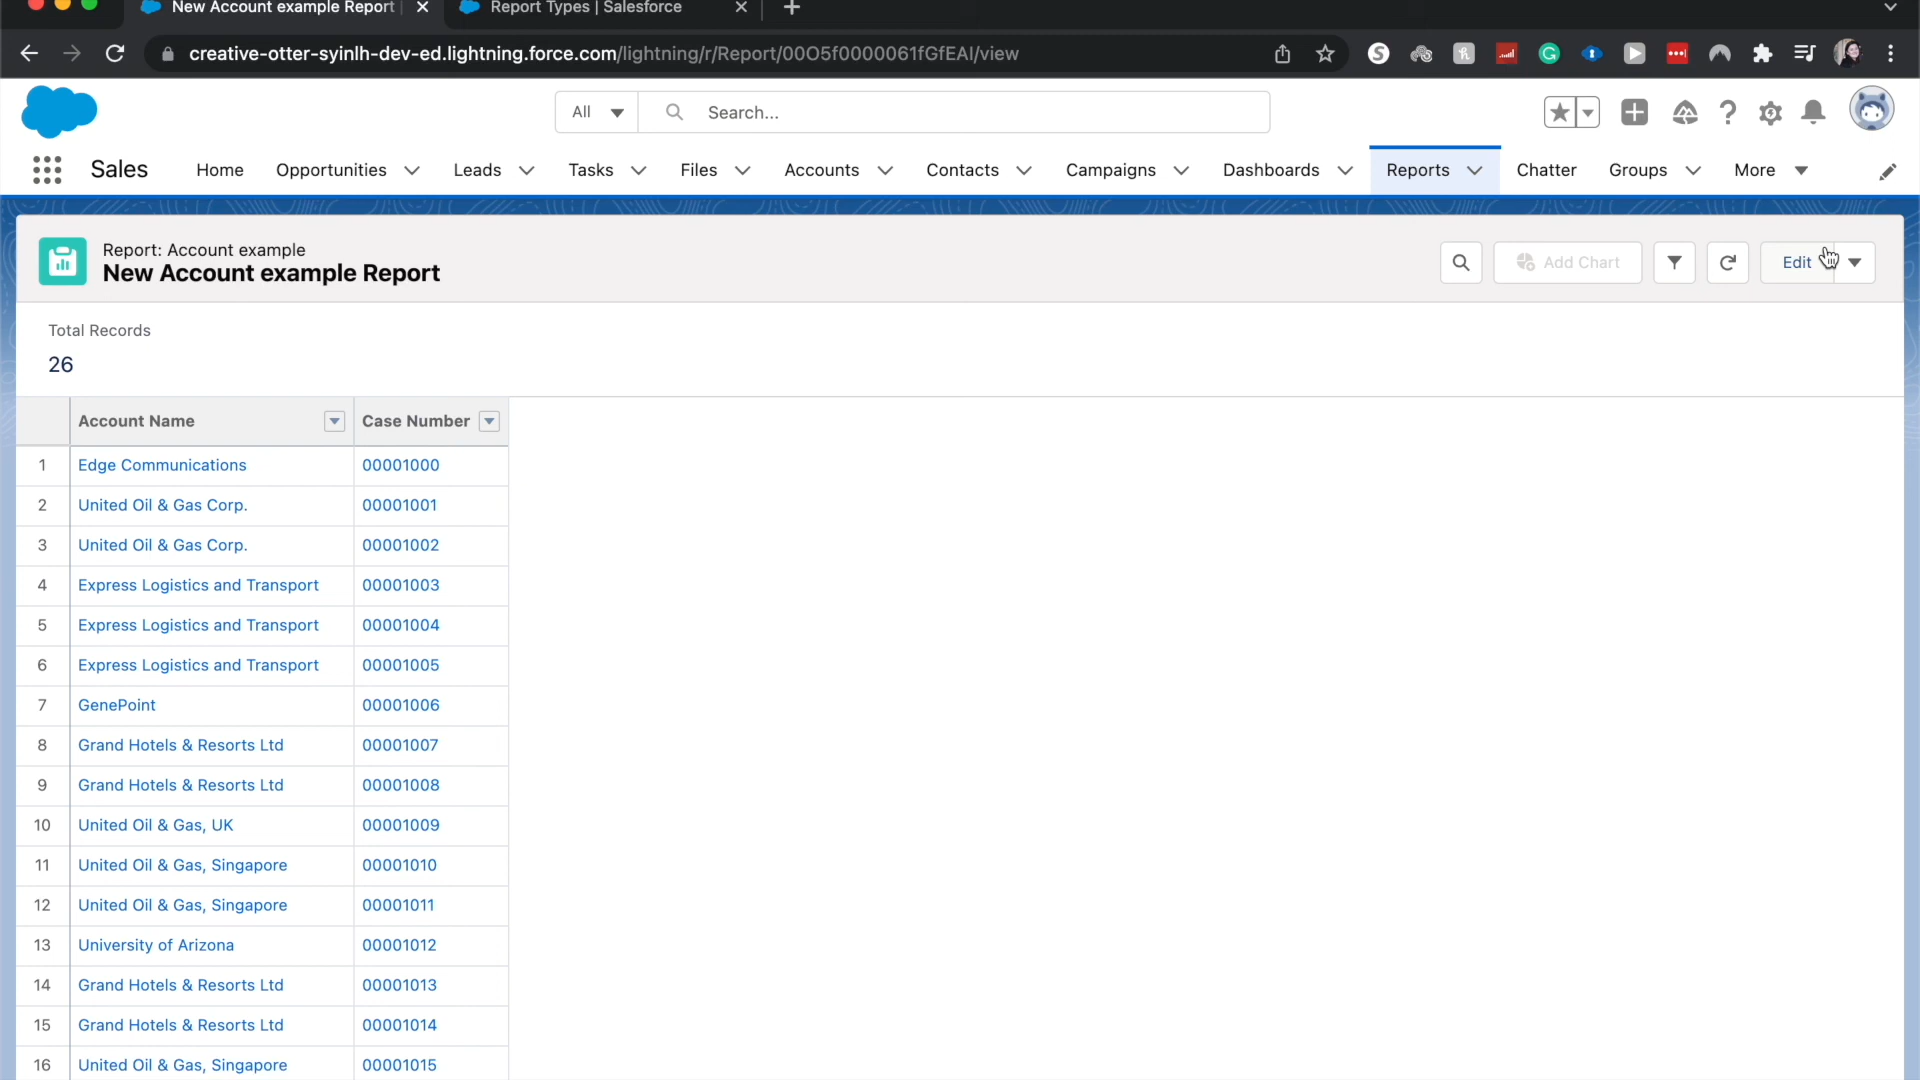 New Account example Report
Report Types | Salesforce
creative-otter-syinlh-dev-ed.lightning.force.com/lightning/r/Report/00O5f0000061fGfEAI/view
All
Search...
Sales
Home
Opportunities
Leads
Tasks
Files
Accounts
Contacts
Campaigns
Dashboards
Reports
Chatter
Groups
More
Report: Account example
New Account example Report
Add Chart
Edit
Total Records
26
Account Name Case Number
1 Edge Communications 00001000
2 United Oil & Gas Corp. 00001001
3 United Oil & Gas Corp. 00001002
4 Express Logistics and Transport 00001003
5 Express Logistics and Transport 00001004
6 Express Logistics and Transport 00001005
7 GenePoint 00001006
8 Grand Hotels & Resorts Ltd 00001007
9 Grand Hotels & Resorts Ltd 00001008
10 United Oil & Gas, UK 00001009
11 United Oil & Gas, Singapore 00001010
12 United Oil & Gas, Singapore 00001011
13 University of Arizona 00001012
14 Grand Hotels & Resorts Ltd 00001013
15 Grand Hotels & Resorts Ltd 00001014
16 United Oil & Gas, Singapore 00001015